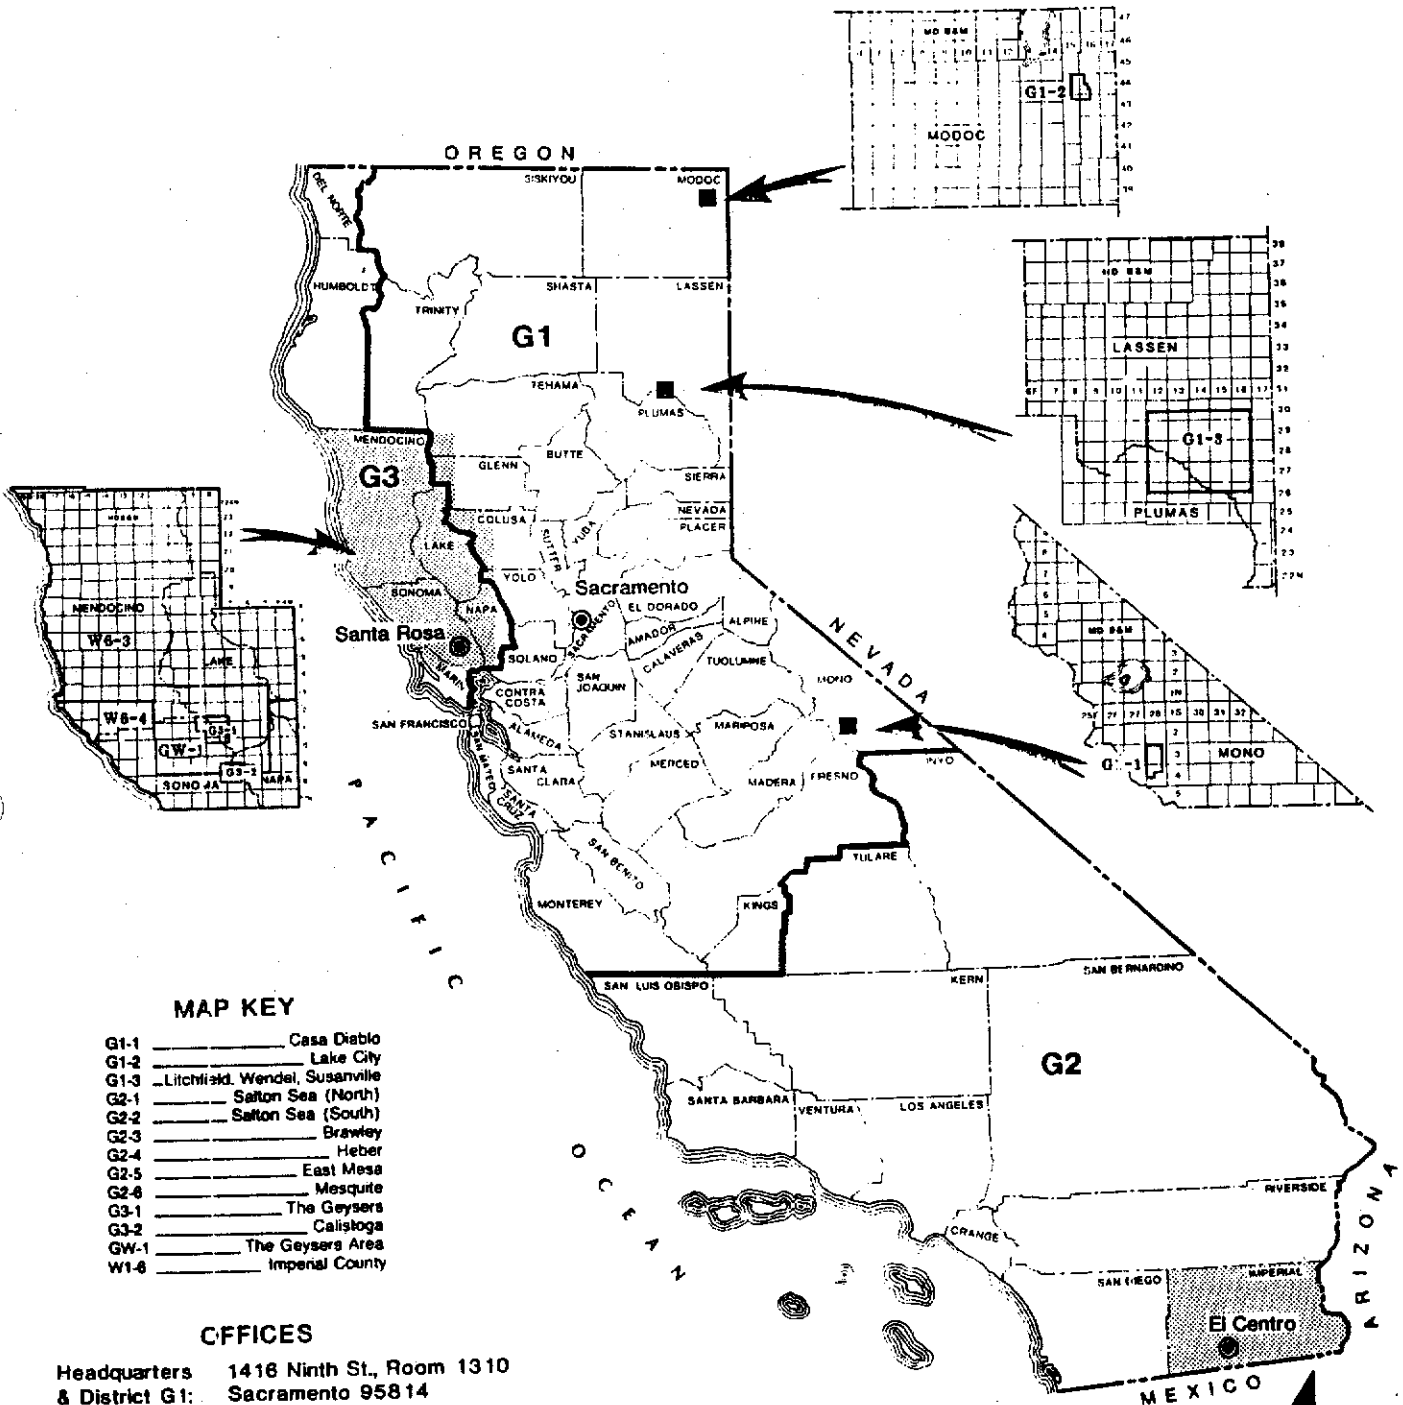 MD B&M
G1-2
MODOC
OREGON
DEL NORTE
SISKIYOU
MODOC
HUMBOLDT
TRINITY
SHASTA
LASSEN
G1
TEHAMA
PLUMAS
MD B&M
LASSEN
G1-3
PLUMAS
MENDOCINO
G3
GLENN
BUTTE
SIERRA
COLUSA
NEVADA
PLACER
YUBA
SUTTER
LAKE
YOLO
SONOMA
NAPA
Sacramento
SACRAMENTO
EL DORADO
Santa Rosa
MARIN
SOLANO
AMADOR
ALPINE
CALAVERAS
TUOLUMNE
NEVADA
MONO
SAN JOAQUIN
CONTRA COSTA
SAN FRANCISCO
ALAMEDA
STANISLAUS
MARIPOSA
SAN MATEO
SANTA CLARA
MERCED
MADERA
FRESNO
INYO
SANTA CRUZ
SAN BENITO
TULARE
MONTEREY
KINGS
MENDOCINO
W6-3
LAKE
W6-4
G3-1
GW-1
G3-2
SONOMA
NAPA
MD B&M
MONO
PACIFIC
OCEAN
SAN LUIS OBISPO
KERN
SAN BERNARDINO
G2
SANTA BARBARA
VENTURA
LOS ANGELES
RIVERSIDE
ORANGE
SAN DIEGO
IMPERIAL
El Centro
ARIZONA
MEXICO
MAP KEY
G1-1 Casa Diablo
G1-2 Lake City
G1-3 Litchfield, Wendel, Susanville
G2-1 Salton Sea (North)
G2-2 Salton Sea (South)
G2-3 Brawley
G2-4 Heber
G2-5 East Mesa
G2-6 Mesquite
G3-1 The Geysers
G3-2 Calistoga
GW-1 The Geysers Area
W1-6 Imperial County
OFFICES
Headquarters 1416 Ninth St., Room 1310
& District G1: Sacramento 95814